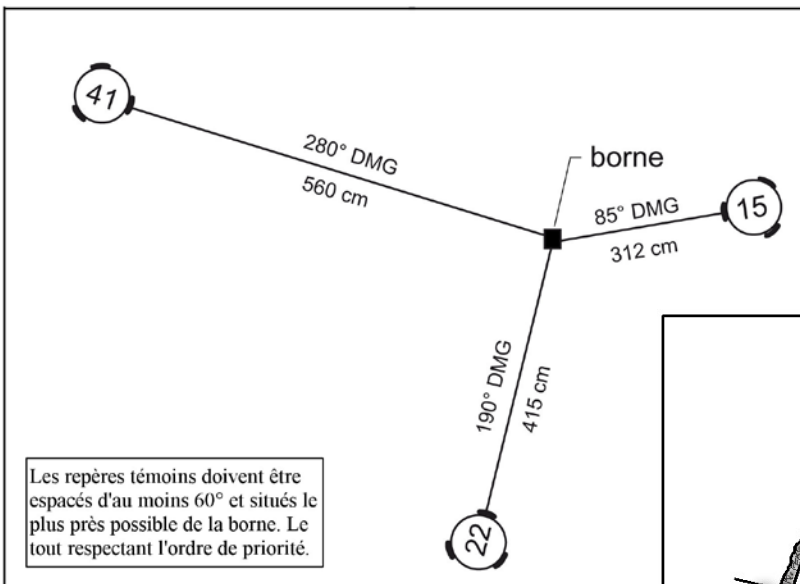 41
280° DMG
560 cm
borne
85° DMG
312 cm
15
190° DMG
415 cm
22
Les repères témoins doivent être
espacés d'au moins 60° et situés le
plus près possible de la borne. Le
tout respectant l'ordre de priorité.